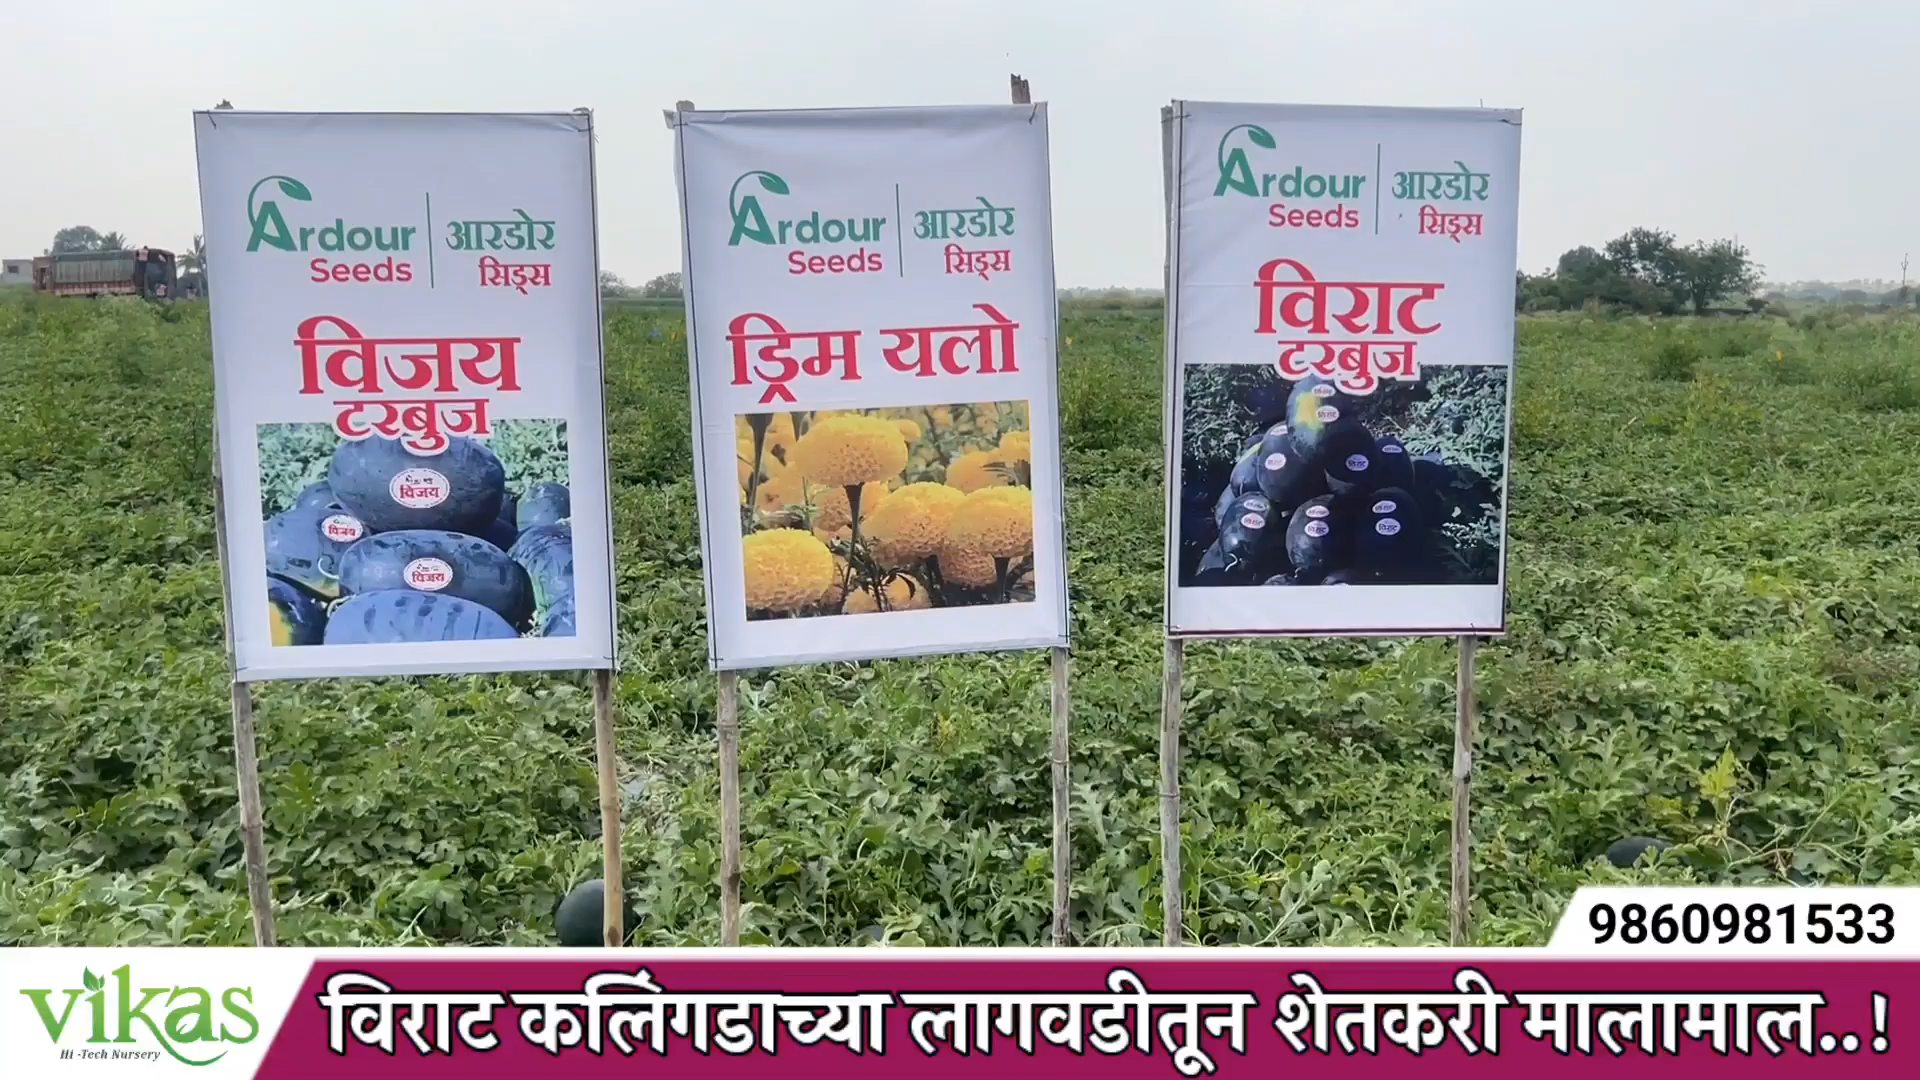 Ardour
Seeds
आरडोर
सिड्स
विजय
टरबुज
विजय
विजय
विजय
Ardour
Seeds
आरडोर
सिड्स
ड्रिम यलो
Ardour
Seeds
आरडोर
सिड्स
विराट
टरबुज
विराट
विराट
विराट
विराट
विराट
विराट
9860981533
vikas
Hi-Tech Nursery
विराट कलिंगडाच्या लागवडीतून शेतकरी मालामाल..!